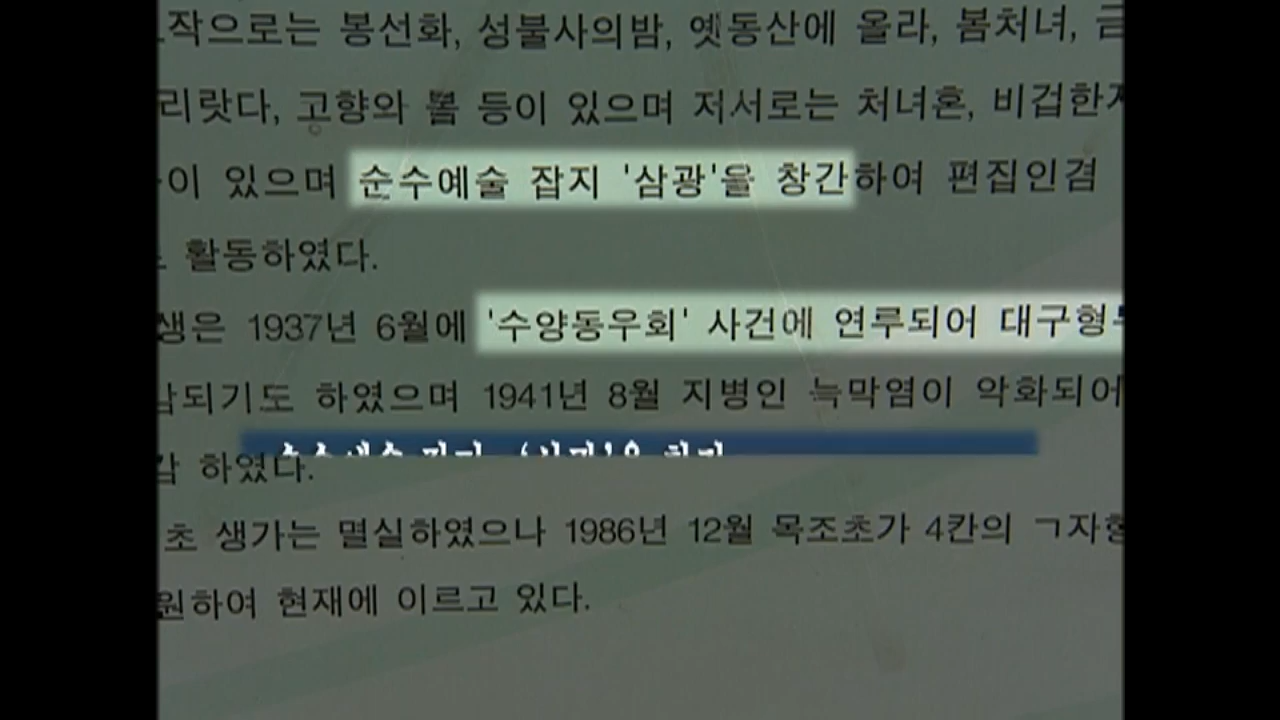 작으로는 봉선화, 성불사의밤, 옛동산에 올라, 봄처녀, 금
리랏다, 고향의 봄 등이 있으며 저서로는 처녀혼, 비겁한
이 있으며 순수예술 잡지 '삼광'을 창간하여 편집인겸
활동하였다.
생은 1937년 6월에 '수양동우회' 사건에 연루되어 대구형
되기도 하였으며 1941년 8월 지병인 늑막염이 악화되어
하였다.
초 생가는 멸실하였으나 1986년 12월 목조초가 4칸의 ㄱ자형
원하여 현재에 이르고 있다.